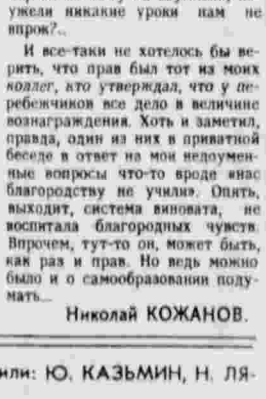 ужели никакие уроки нам не
впрок?..
И все-таки не хотелось бы ве-
рить, что прав был тот из моих
коллег, кто утверждал, что у пе-
ребежчиков все дело в величине
вознаграждения. Хоть и заметил,
правда, один из них в приватной
беседе в ответ на мои недоумен-
ные вопросы что-то вроде «нас
благородству не учили». Опять,
выходит, система виновата, не
воспитала благородных чувств.
Впрочем, тут-то он, может быть,
как раз и прав. Но ведь можно
было и о самообразовании поду-
мать...
Николай КОЖАНОВ.
или: Ю. КАЗЬМИН, Н. ЛЯ-